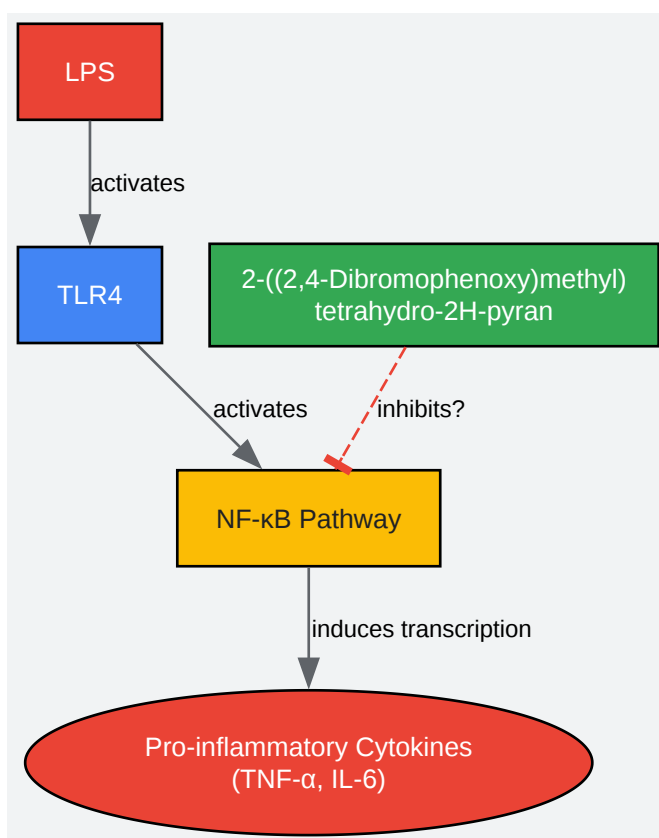 LPS
activates
TLR4
2-((2,4-Dibromophenoxy)methyl)
tetrahydro-2H-pyran
activates
inhibits?
NF-κB Pathway
induces transcription
Pro-inflammatory Cytokines
(TNF-α, IL-6)